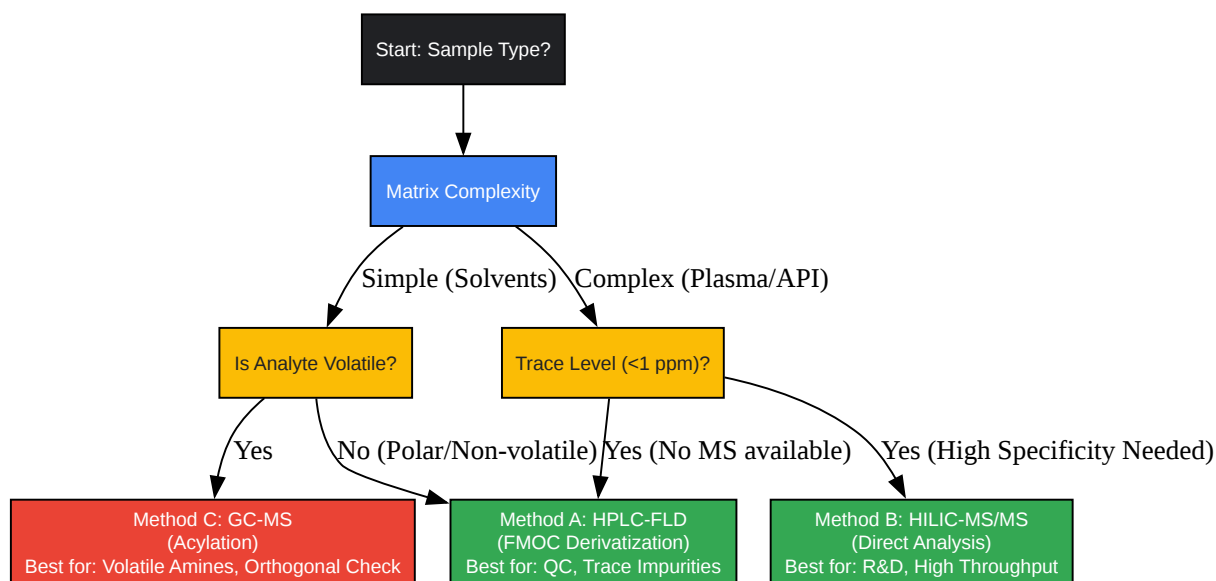 Start: Sample Type?
Matrix Complexity
Simple (Solvents)
Complex (Plasma/API)
Is Analyte Volatile?
Trace Level (<1 ppm)?
Yes
No (Polar/Non-volatile)
Yes (No MS available)
Yes (High Specificity Needed)
Method C: GC-MS
(Acylation)
Best for: Volatile Amines, Orthogonal Check
Method A: HPLC-FLD
(FMOC Derivatization)
Best for: QC, Trace Impurities
Method B: HILIC-MS/MS
(Direct Analysis)
Best for: R&D, High Throughput